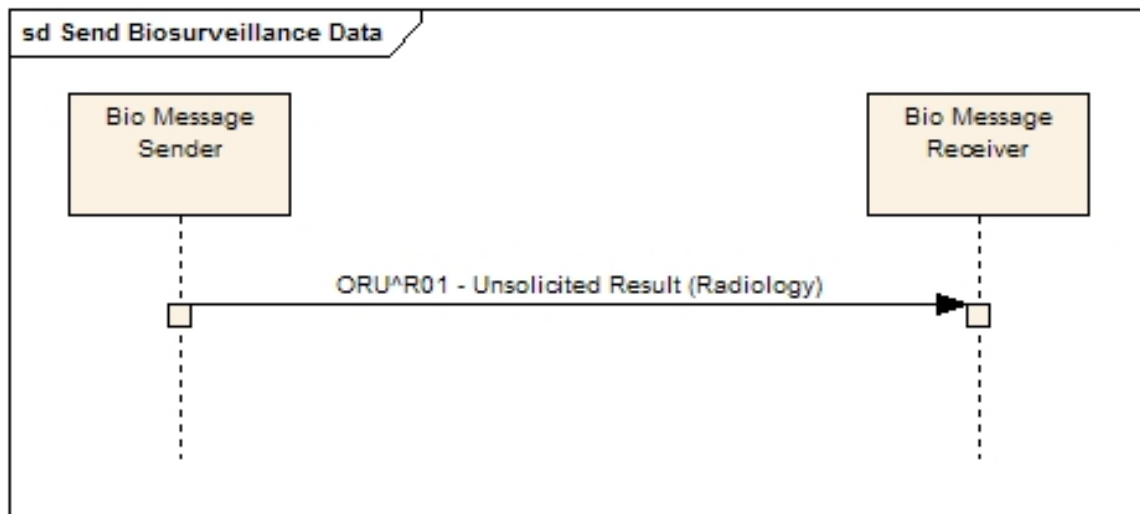 sd Send Biosurveillance Data
Bio Message
Sender
Bio Message
Receiver
ORU^R01 - Unsolicited Result (Radiology)